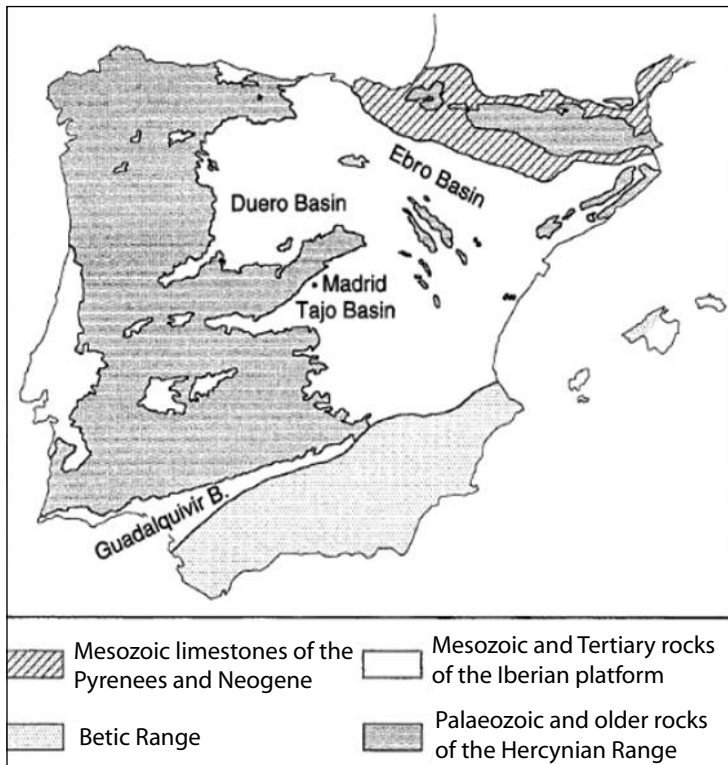 Ebro Basin
Duero Basin
Madrid
Tajo Basin
Guadalquivir B.
Mesozoic limestones of the
Pyrenees and Neogene
Mesozoic and Tertiary rocks
of the Iberian platform
Betic Range
Palaeozoic and older rocks
of the Hercynian Range